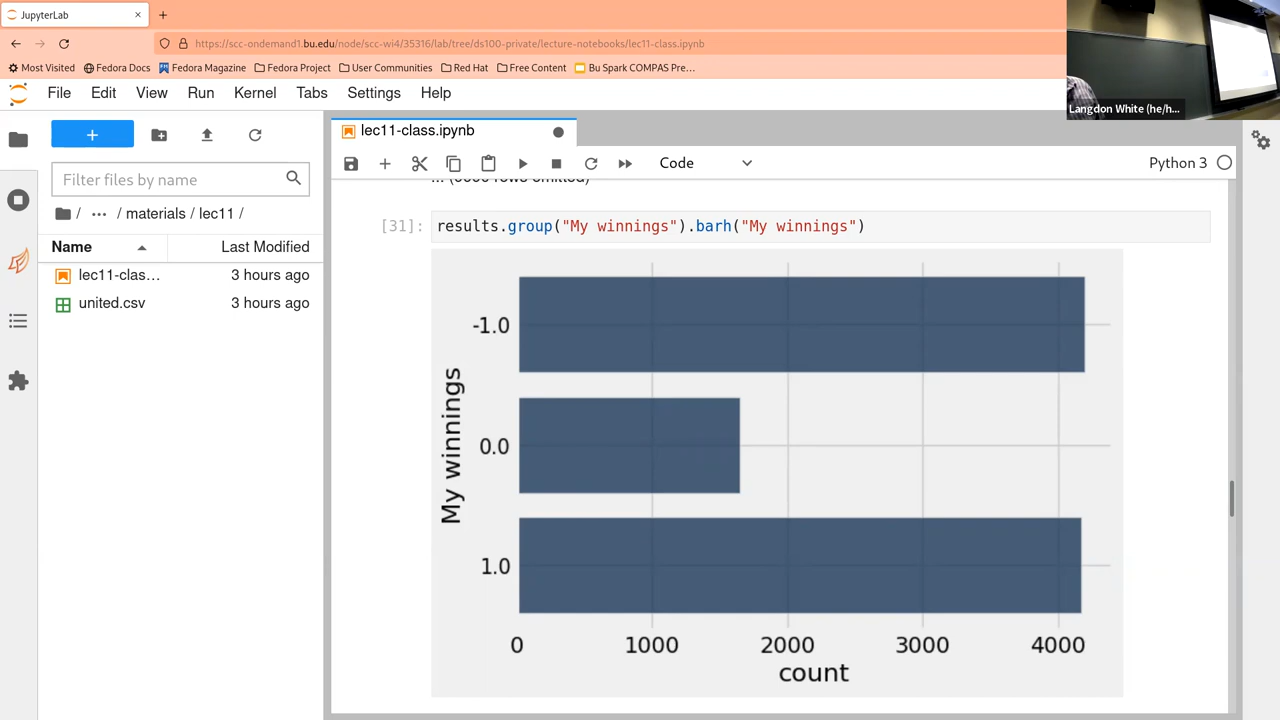 JupyterLab
https://scc-ondemand1.bu.edu/node/scc-wi4/35316/lab/tree/ds100-private/lecture-notebooks/lec11-class.ipynb
Most Visited Fedora Docs Fedora Magazine Fedora Project User Communities Red Hat Free Content Bu Spark COMPAS Pre...
Langdon White (he/h...
File Edit View Run Kernel Tabs Settings Help
lec11-class.ipynb
Code
Python 3
Filter files by name
/ ... / materials / lec11 /
Name Last Modified
lec11-clas... 3 hours ago
united.csv 3 hours ago
[31]: results.group("My winnings").barh("My winnings")
My winnings
-1.0
0.0
1.0
0 1000 2000 3000 4000
count